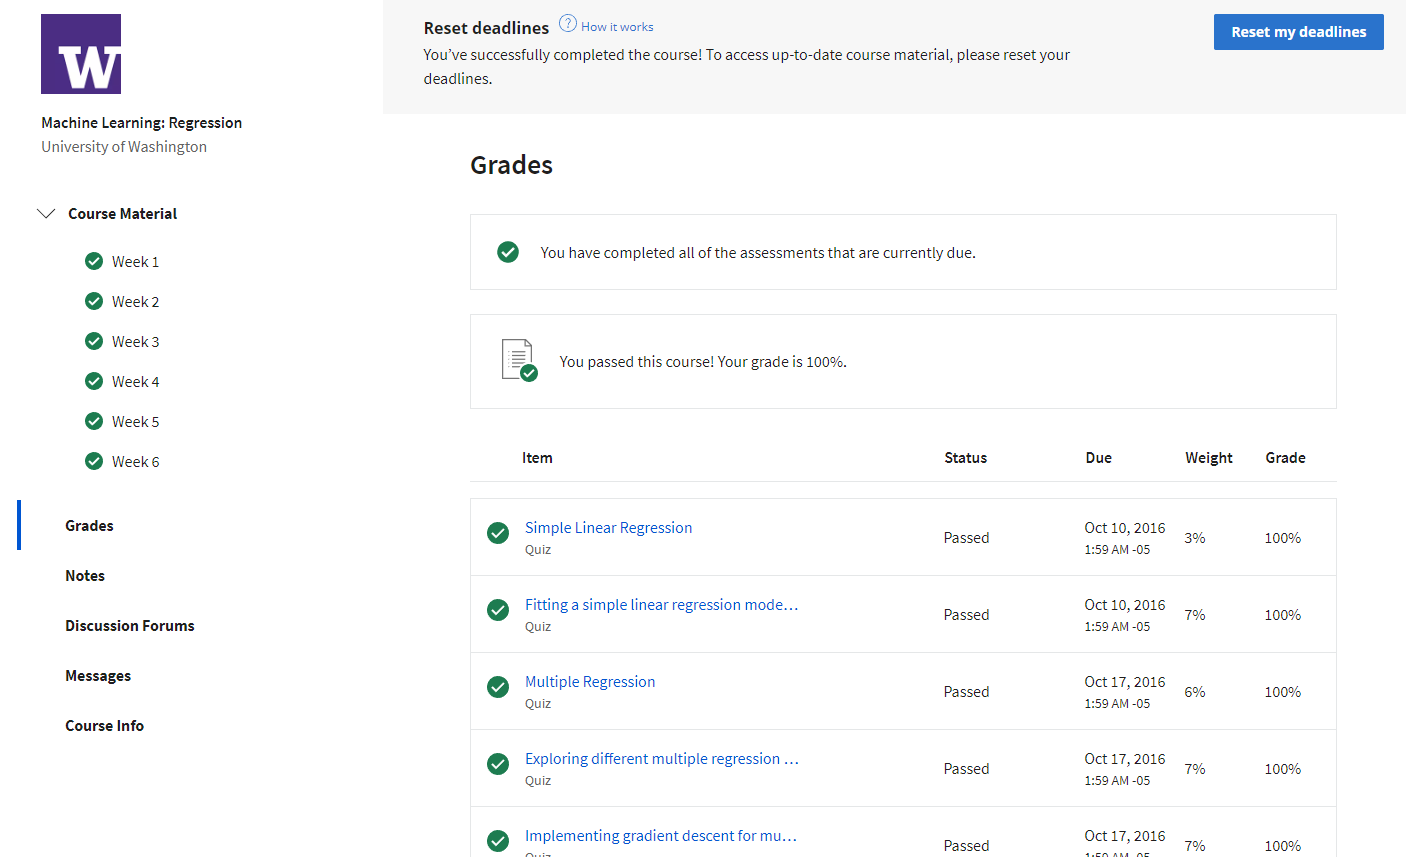 W
Machine Learning: Regression
University of Washington
Course Material
Week 1
Week 2
Week 3
Week 4
Week 5
Week 6
Grades
Notes
Discussion Forums
Messages
Course Info
Reset deadlines ? How it works
You've successfully completed the course! To access up-to-date course material, please reset your
deadlines.
Reset my deadlines
Grades
You have completed all of the assessments that are currently due.
You passed this course! Your grade is 100%.
Item Status Due Weight Grade
Simple Linear Regression
Quiz
Passed
Oct 10, 2016
1:59 AM -05
3%
100%
Fitting a simple linear regression mode…
Quiz
Passed
Oct 10, 2016
1:59 AM -05
7%
100%
Multiple Regression
Quiz
Passed
Oct 17, 2016
1:59 AM -05
6%
100%
Exploring different multiple regression …
Quiz
Passed
Oct 17, 2016
1:59 AM -05
7%
100%
Implementing gradient descent for mu…
Quiz
Passed
Oct 17, 2016
1:59 AM -05
7%
100%